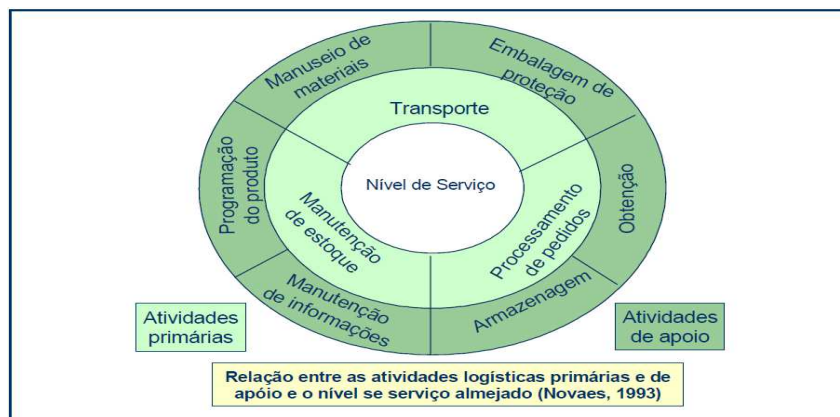 Manuseio de
materiais
Embalagem de
proteção
Transporte
Programação
do produto
Nível de Serviço
Obtenção
Manutenção
de estoque
Processamento
de pedidos
Manutenção
de informações
Armazenagem
Atividades
primárias
Atividades
de apoio
Relação entre as atividades logísticas primárias e de
apóio e o nível se serviço almejado (Novaes, 1993)